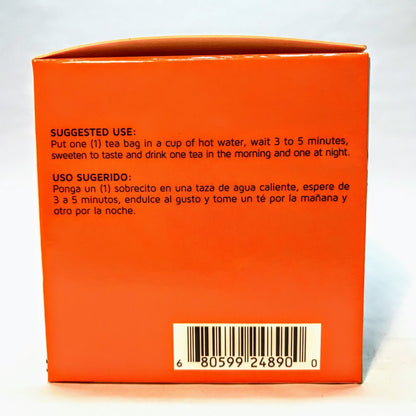 SUGGESTED USE:
Put one (1) tea bag in a cup of hot water, wait 3 to 5 minutes,
sweeten to taste and drink one tea in the morning and one at night.
USO SUGERIDO:
Ponga un (1) sobrecito en una taza de agua caliente, espere de
3 a 5 minutos, endulce al gusto y tome un té por la mañana y
otro por la noche.
6 80599 24890 0